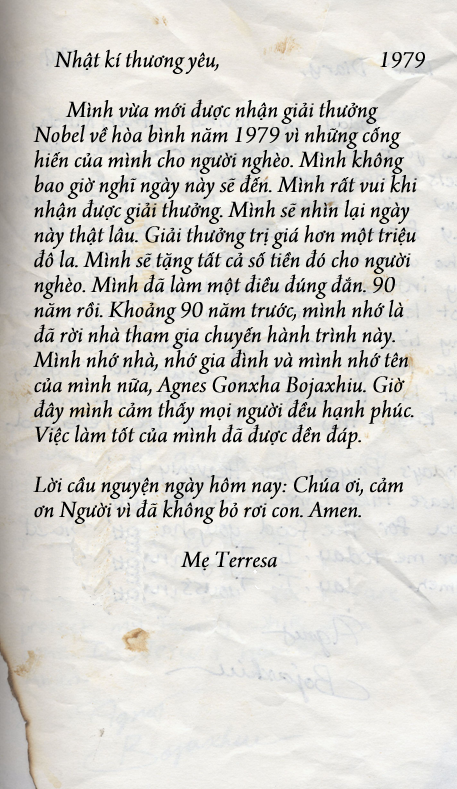 Nhật kí thương yêu, 1979
Mình vừa mới được nhận giải thưởng
Nobel về hòa bình năm 1979 vì những cống
hiến của mình cho người nghèo. Mình không
bao giờ nghĩ ngày này sẽ đến. Mình rất vui khi
nhận được giải thưởng. Mình sẽ nhìn lại ngày
này thật lâu. Giải thưởng trị giá hơn một triệu
đô la. Mình sẽ tặng tất cả số tiền đó cho người
nghèo. Mình đã làm một điều đúng đắn. 90
năm rồi. Khoảng 90 năm trước, mình nhớ là
đã rời nhà tham gia chuyến hành trình này.
Mình nhớ nhà, nhớ gia đình và mình nhớ tên
của mình nữa, Agnes Gonxha Bojaxhiu. Giờ
đây mình cảm thấy mọi người đều hạnh phúc.
Việc làm tốt của mình đã được đền đáp.
Lời cầu nguyện ngày hôm nay: Chúa ơi, cảm
ơn Người vì đã không bỏ rơi con. Amen.
Mẹ Terresa